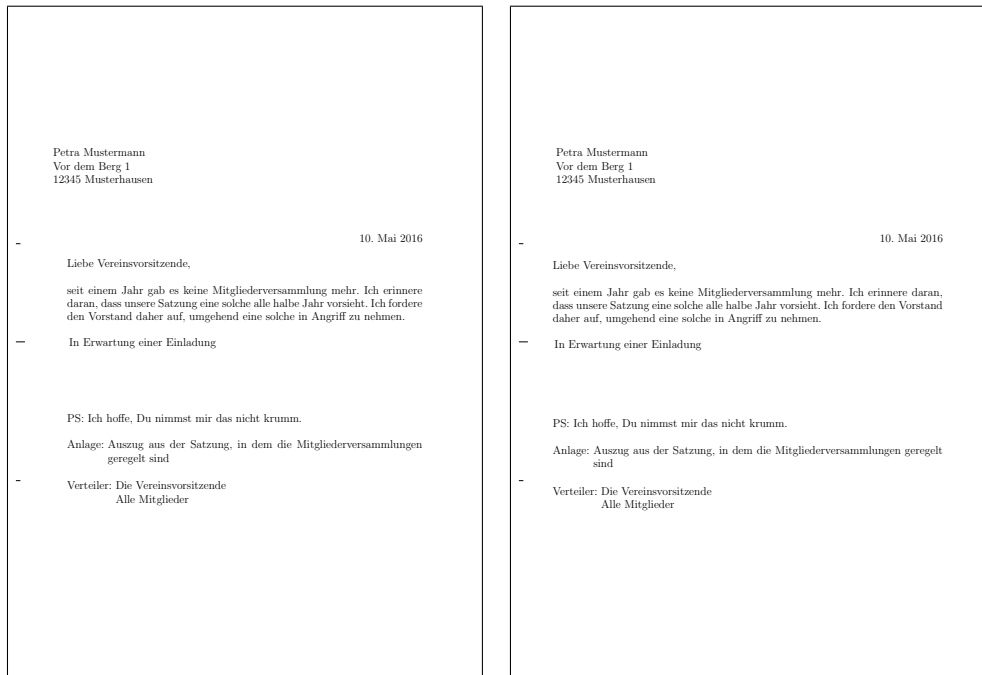 Petra Mustermann
Vor dem Berg 1
12345 Musterhausen
10. Mai 2016
Liebe Vereinsvorsitzende,
seit einem Jahr gab es keine Mitgliederversammlung mehr. Ich erinnere
daran, dass unsere Satzung eine solche alle halbe Jahr vorsieht. Ich fordere
den Vorstand daher auf, umgehend eine solche in Angriff zu nehmen.
In Erwartung einer Einladung
PS: Ich hoffe, Du nimmst mir das nicht krumm.
Anlage: Auszug aus der Satzung, in dem die Mitgliederversammlungen
geregelt sind
Verteiler: Die Vereinsvorsitzende
Alle Mitglieder
Petra Mustermann
Vor dem Berg 1
12345 Musterhausen
10. Mai 2016
Liebe Vereinsvorsitzende,
seit einem Jahr gab es keine Mitgliederversammlung mehr. Ich erinnere daran,
dass unsere Satzung eine solche alle halbe Jahr vorsieht. Ich fordere den Vorstand
daher auf, umgehend eine solche in Angriff zu nehmen.
In Erwartung einer Einladung
PS: Ich hoffe, Du nimmst mir das nicht krumm.
Anlage: Auszug aus der Satzung, in dem die Mitgliederversammlungen geregelt
sind
Verteiler: Die Vereinsvorsitzende
Alle Mitglieder